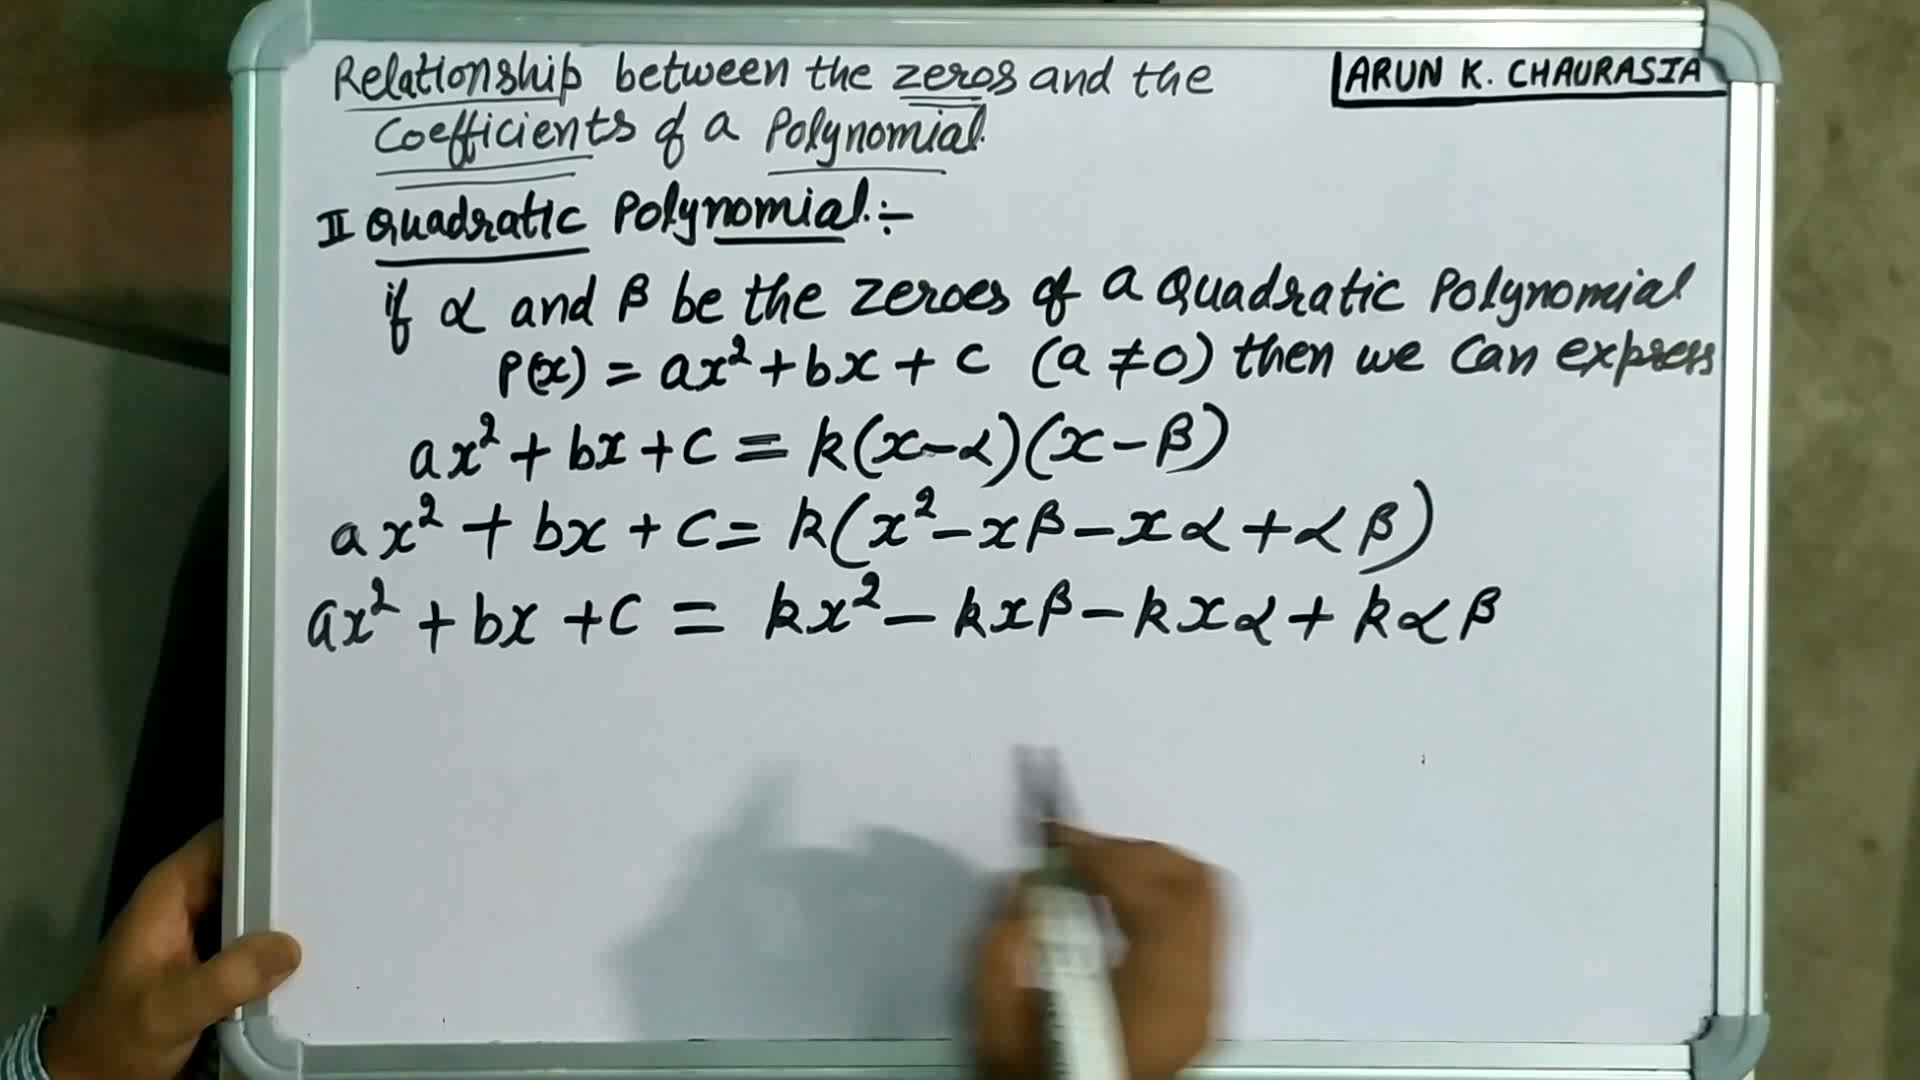 Relationship between the zeros and the
ARUN K. CHAURASIA
Coefficients of a Polynomial
II Quadratic Polynomial:-
if α and β be the zeroes of a Quadratic Polynomial
P(x) = ax² + bx + c (a ≠ 0) then we can express
ax² + bx + c = k(x-α)(x-β)
ax² + bx + c = k(x² - xβ - xα + αβ)
ax² + bx + c = kx² - kxβ - kxα + kαβ